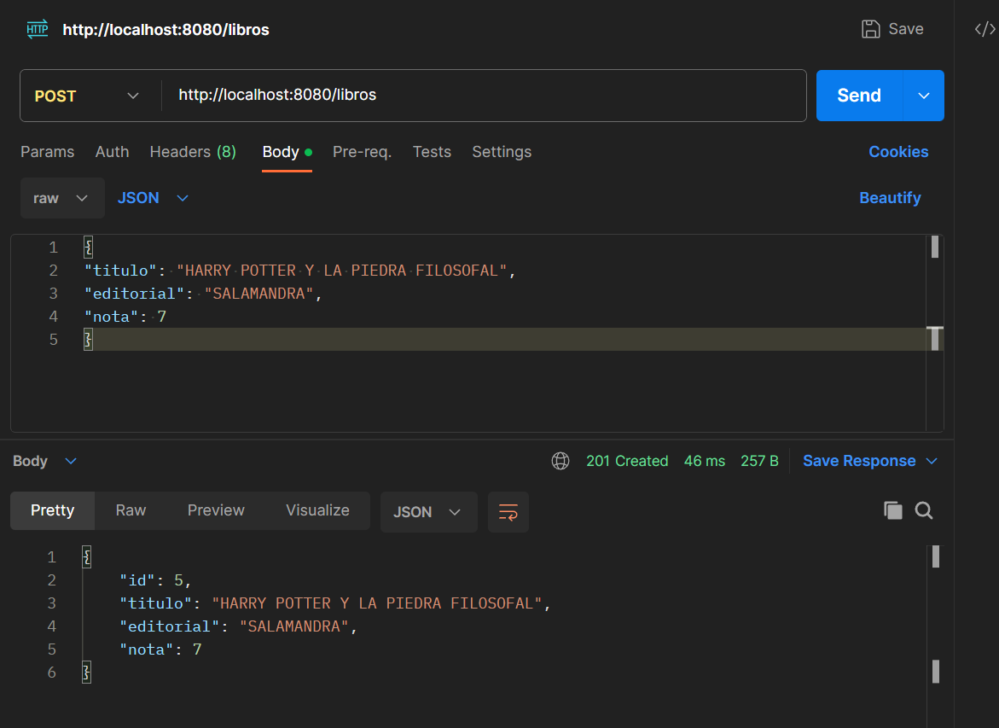 HTTP http://localhost:8080/libros Save </>
POST http://localhost:8080/libros Send
Params Auth Headers (8) Body Pre-req. Tests Settings Cookies
raw JSON Beautify
1 {
2 "titulo": "HARRY POTTER Y LA PIEDRA FILOSOFAL",
3 "editorial": "SALAMANDRA",
4 "nota": 7
5 }
Body 201 Created 46 ms 257 B Save Response
Pretty Raw Preview Visualize JSON
1 {
2 "id": 5,
3 "titulo": "HARRY POTTER Y LA PIEDRA FILOSOFAL",
4 "editorial": "SALAMANDRA",
5 "nota": 7
6 }